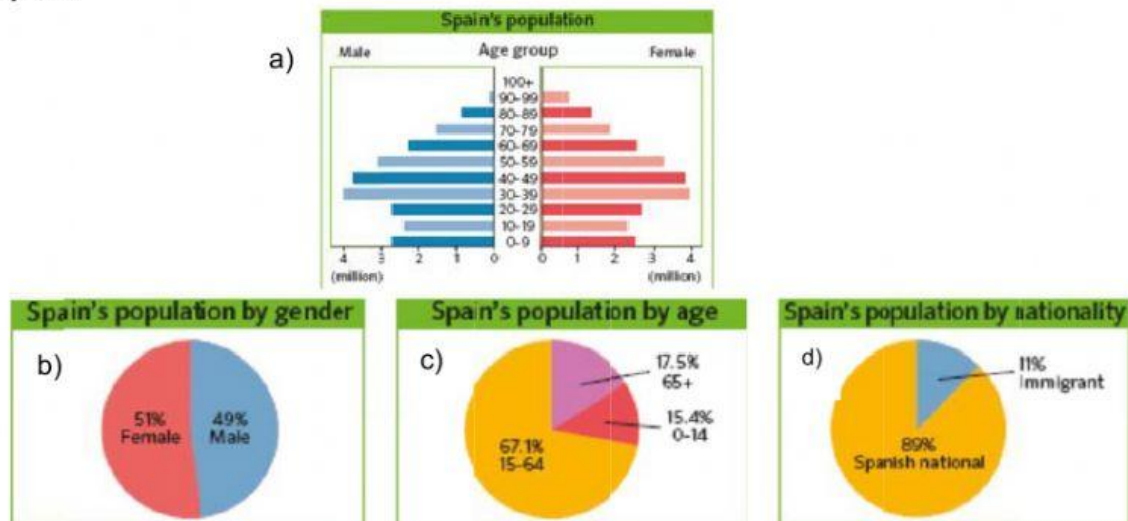 Spain's population
a)
Male Age group Female
100+
90-99
80-89
70-79
60-69
50-59
40-49
30-39
20-29
10-19
0-9
4 3 2 1 0 0 1 2 3 4
(million) (million)
Spain's population by gender
b)
51%
Female
49%
Male
Spain's population by age
c)
17.5%
65+
15.4%
0-14
67.1%
15-64
Spain's population by nationality
d)
11%
Immigrant
89%
Spanish national